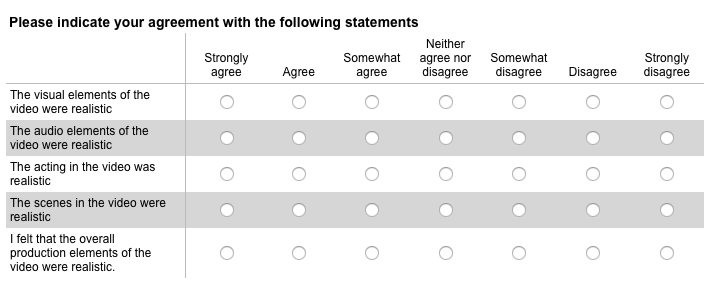 Please indicate your agreement with the following statements
Strongly agree
Agree
Somewhat agree
Neither agree nor disagree
Somewhat disagree
Disagree
Strongly disagree
The visual elements of the
video were realistic
The audio elements of the
video were realistic
The acting in the video was
realistic
The scenes in the video were
realistic
I felt that the overall
production elements of the
video were realistic.